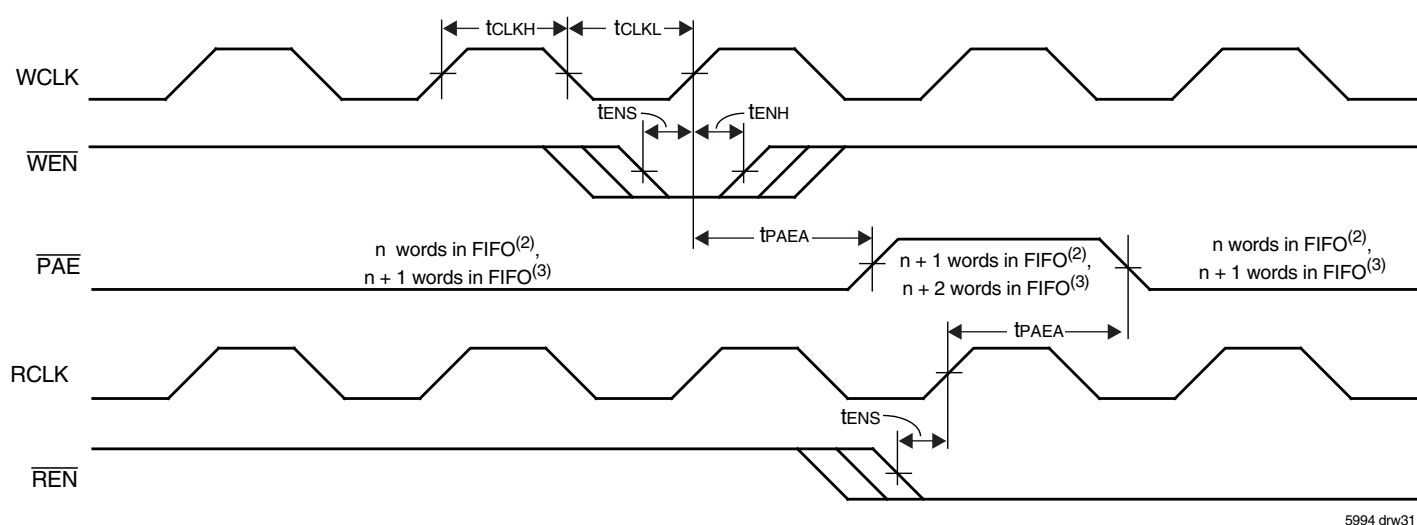 tCLKH
tCLKL
WCLK
tENS
tENH
WEN
tPAEA
PAE
n words in FIFO(2),
n + 1 words in FIFO(3)
n + 1 words in FIFO(2),
n + 2 words in FIFO(3)
n words in FIFO(2),
n + 1 words in FIFO(3)
tPAEA
RCLK
tENS
REN
5994 drw31